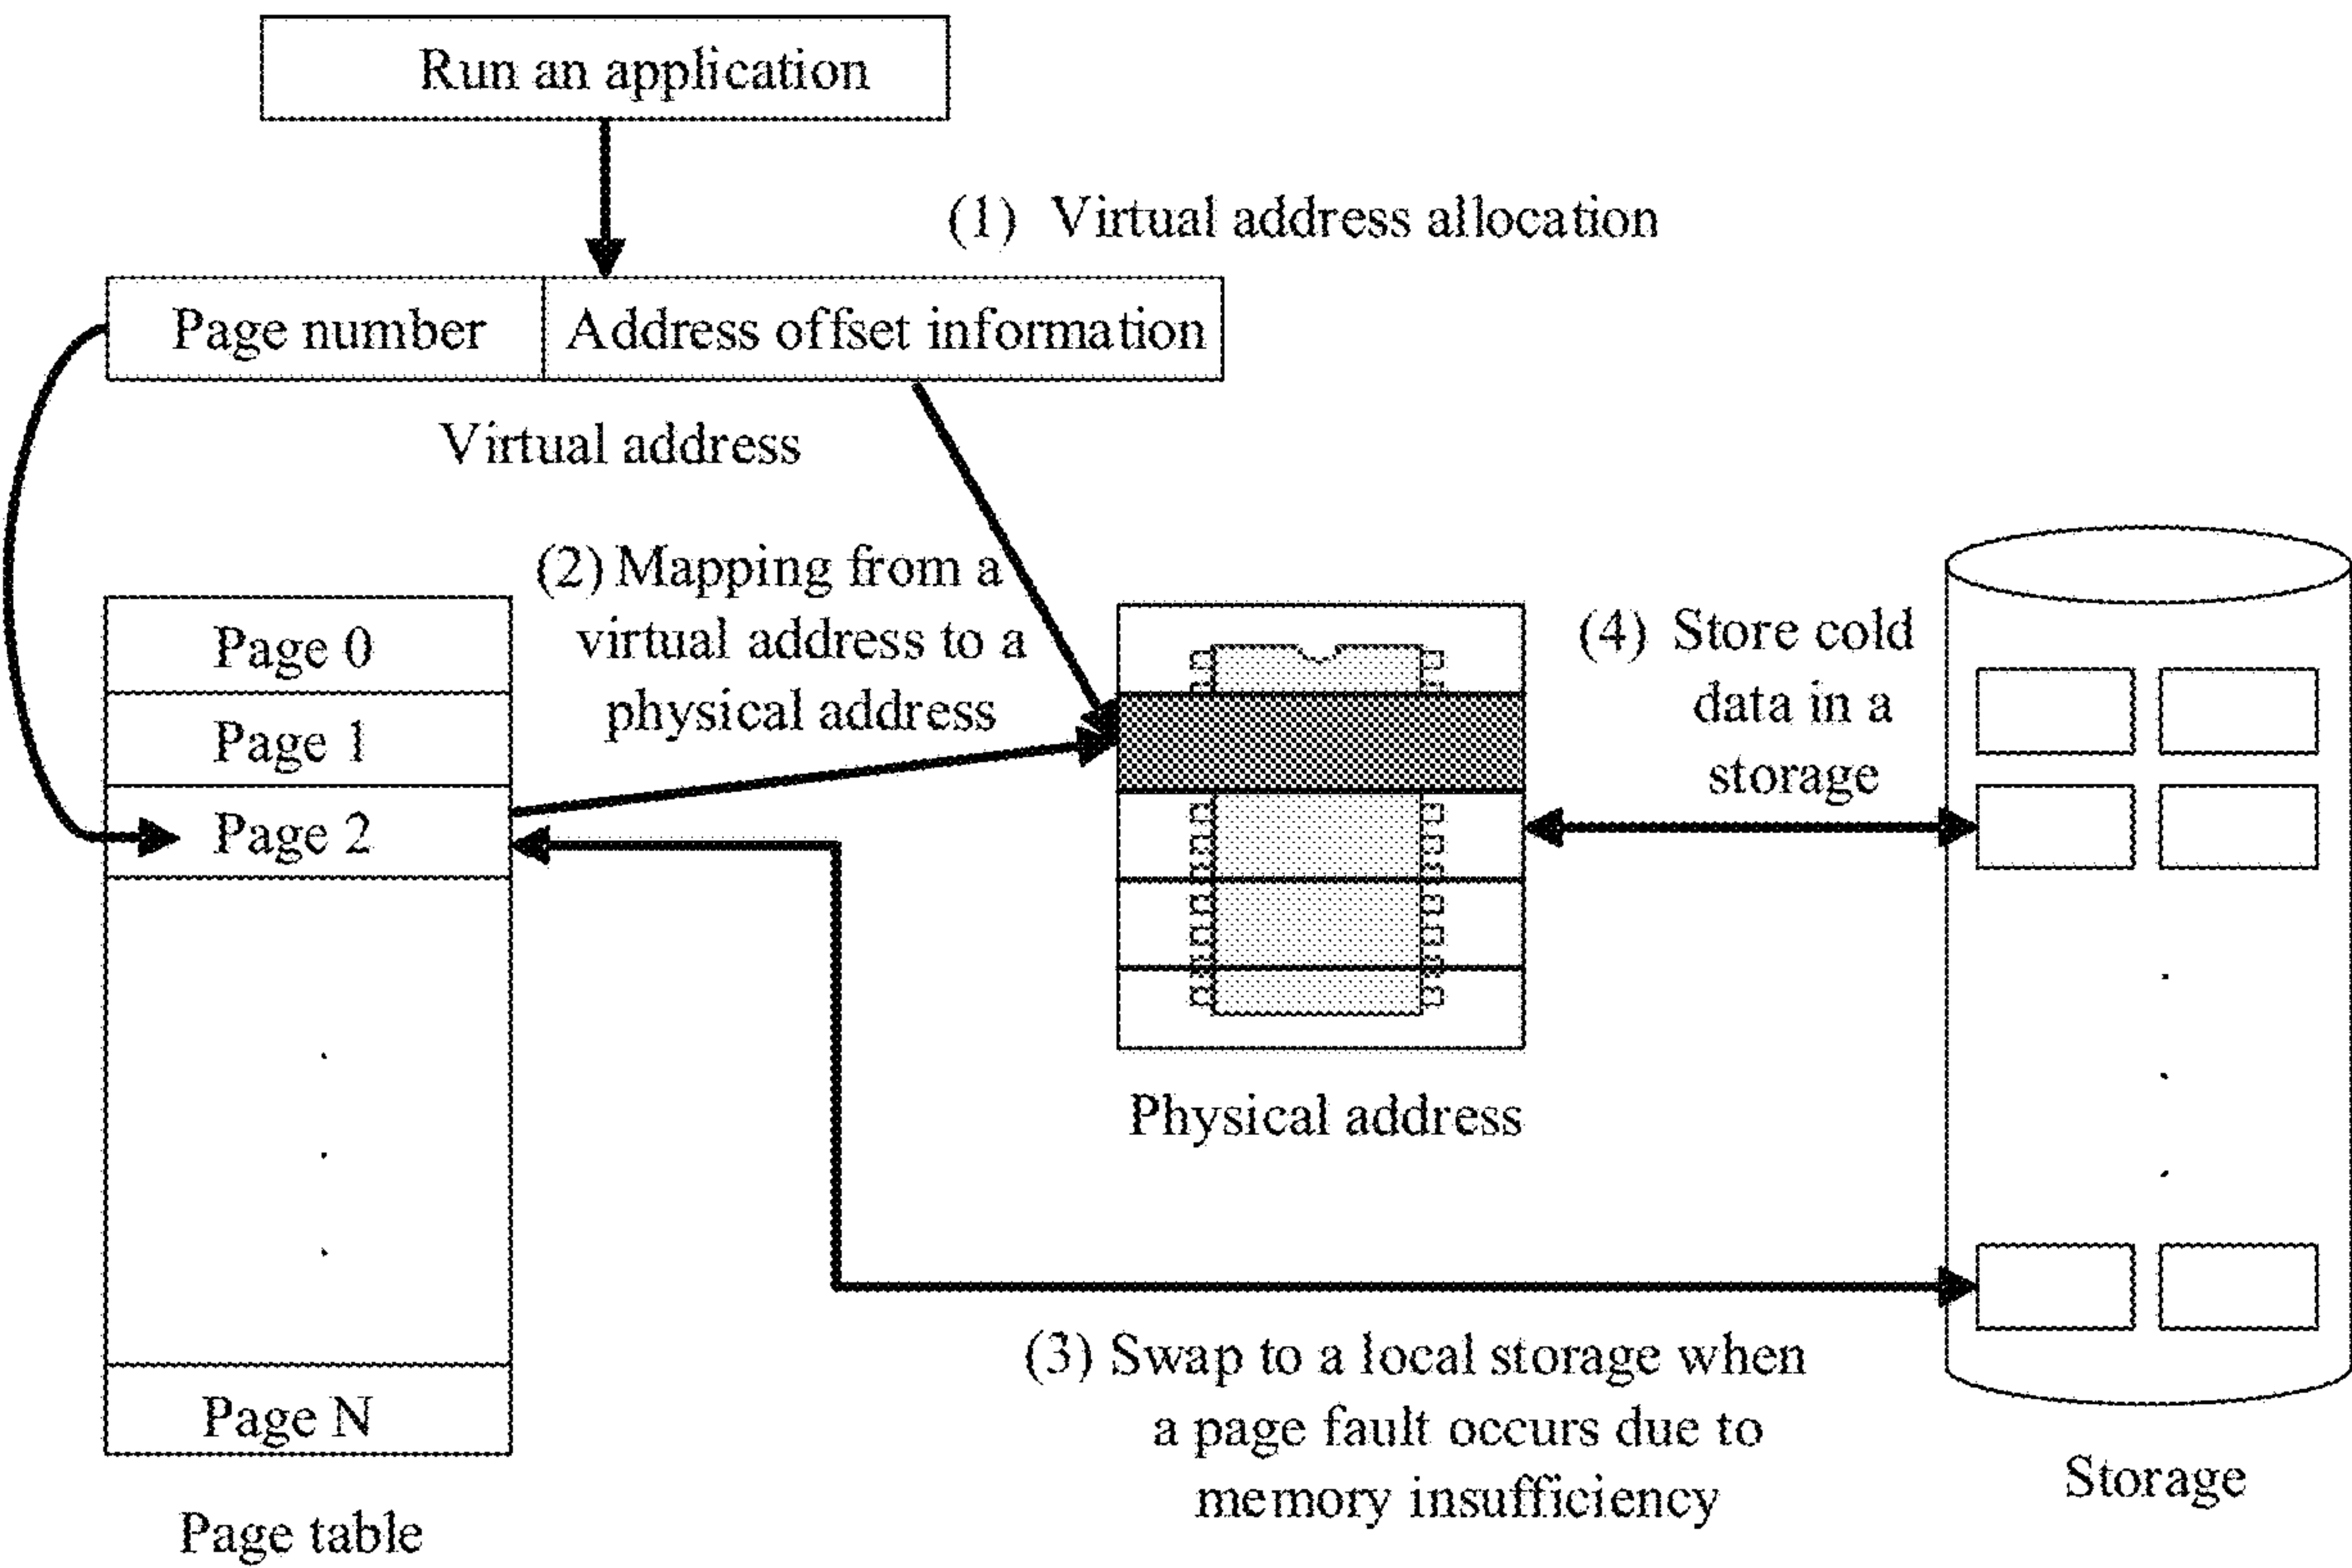 Run an application
(1) Virtual address allocation
Page number
Address offset information
Virtual address
(2) Mapping from a
virtual address to a
physical address
Page 0
Page 1
Page 2
Page N
Page table
Physical address
(4) Store cold
data in a
storage
(3) Swap to a local storage when
a page fault occurs due to
memory insufficiency
Storage